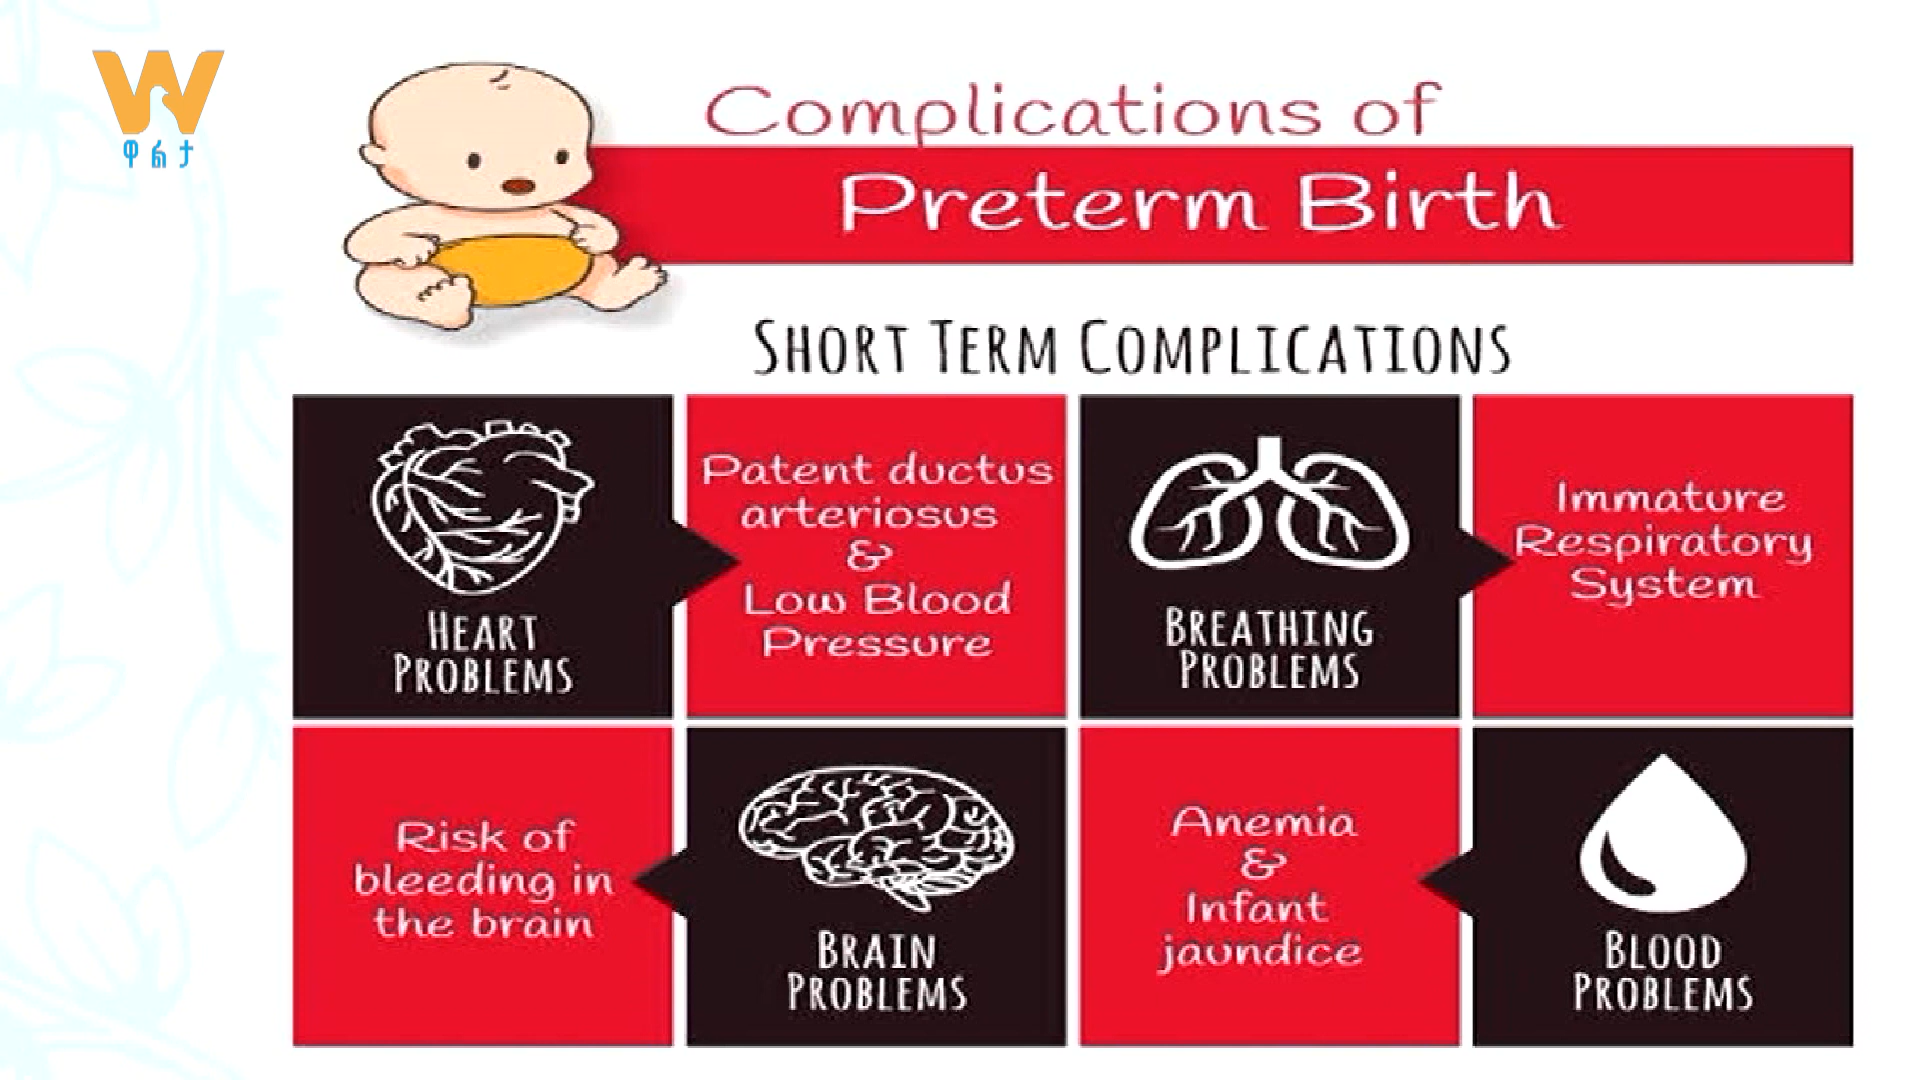 ዋልታ
Complications of
Preterm Birth
SHORT TERM COMPLICATIONS
HEART
PROBLEMS
Patent ductus
arteriosus
&
Low Blood
Pressure
BREATHING
PROBLEMS
Immature
Respiratory
System
Risk of
bleeding in
the brain
BRAIN
PROBLEMS
Anemia
&
Infant
jaundice
BLOOD
PROBLEMS